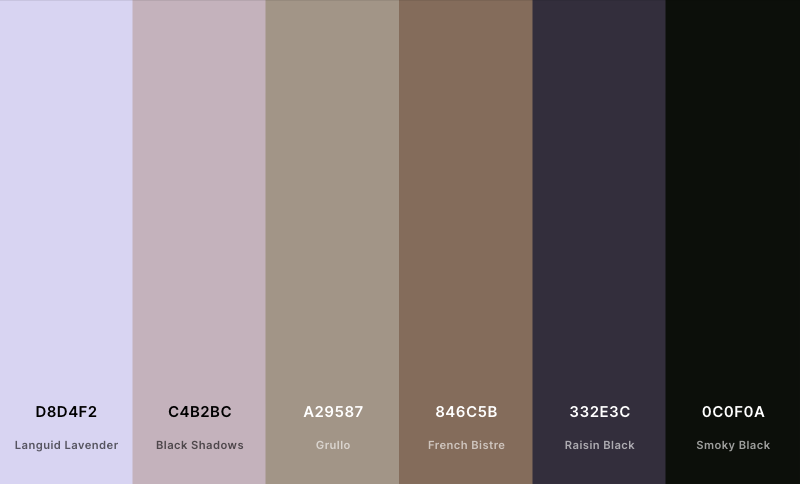 D8D4F2
C4B2BC
A29587
846C5B
332E3C
0C0F0A
Languid Lavender
Black Shadows
Grullo
French Bistre
Raisin Black
Smoky Black